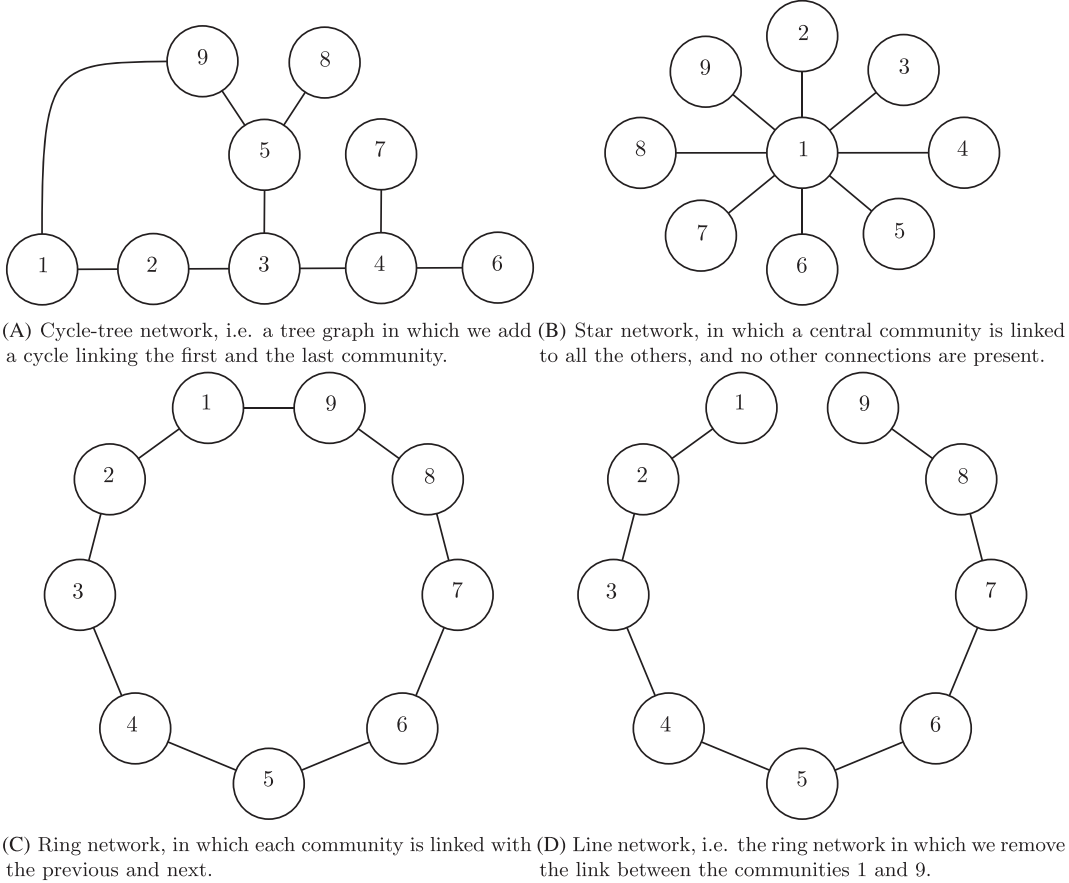 9 8
5 7
1 2 3 4 6
2
9 3
8 1 4
7 5
6
(A) Cycle-tree network, i.e. a tree graph in which we add
a cycle linking the first and the last community.
(B) Star network, in which a central community is linked
to all the others, and no other connections are present.
1 9
2 8
3 7
4 6
5
1 9
2 8
3 7
4 6
5
(C) Ring network, in which each community is linked with
the previous and next.
(D) Line network, i.e. the ring network in which we remove
the link between the communities 1 and 9.